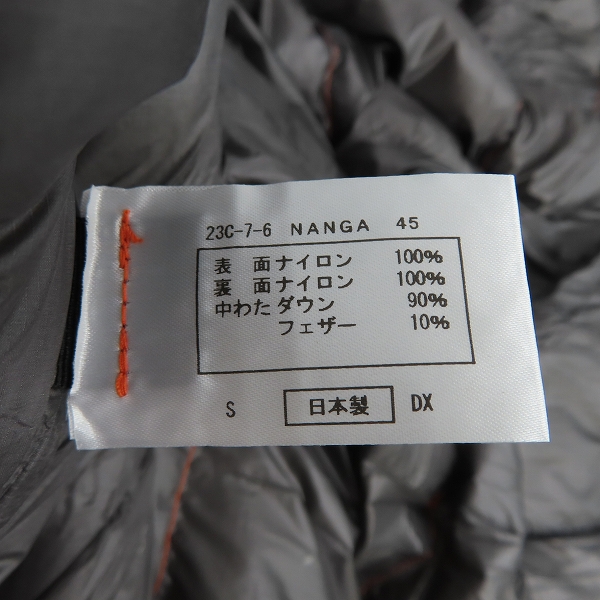 23C-7-6 NANGA 45
表 面 ナイロン 100%
裏 面 ナイロン 100%
中わた ダウン 90%
フェザー 10%
S 日本製 DX